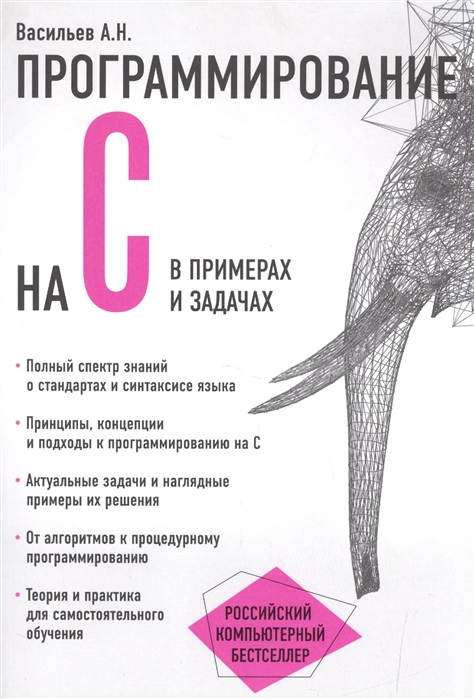 Васильев А.Н.
ПРОГРАММИРОВАНИЕ
НА С
В ПРИМЕРАХ
И ЗАДАЧАХ
• Полный спектр знаний
о стандартах и синтаксисе языка
• Принципы, концепции
и подходы к программированию на С
• Актуальные задачи и наглядные
примеры их решения
• От алгоритмов к процедурному
программированию
• Теория и практика
для самостоятельного
обучения
РОССИЙСКИЙ
КОМПЬЮТЕРНЫЙ
БЕСТСЕЛЛЕР